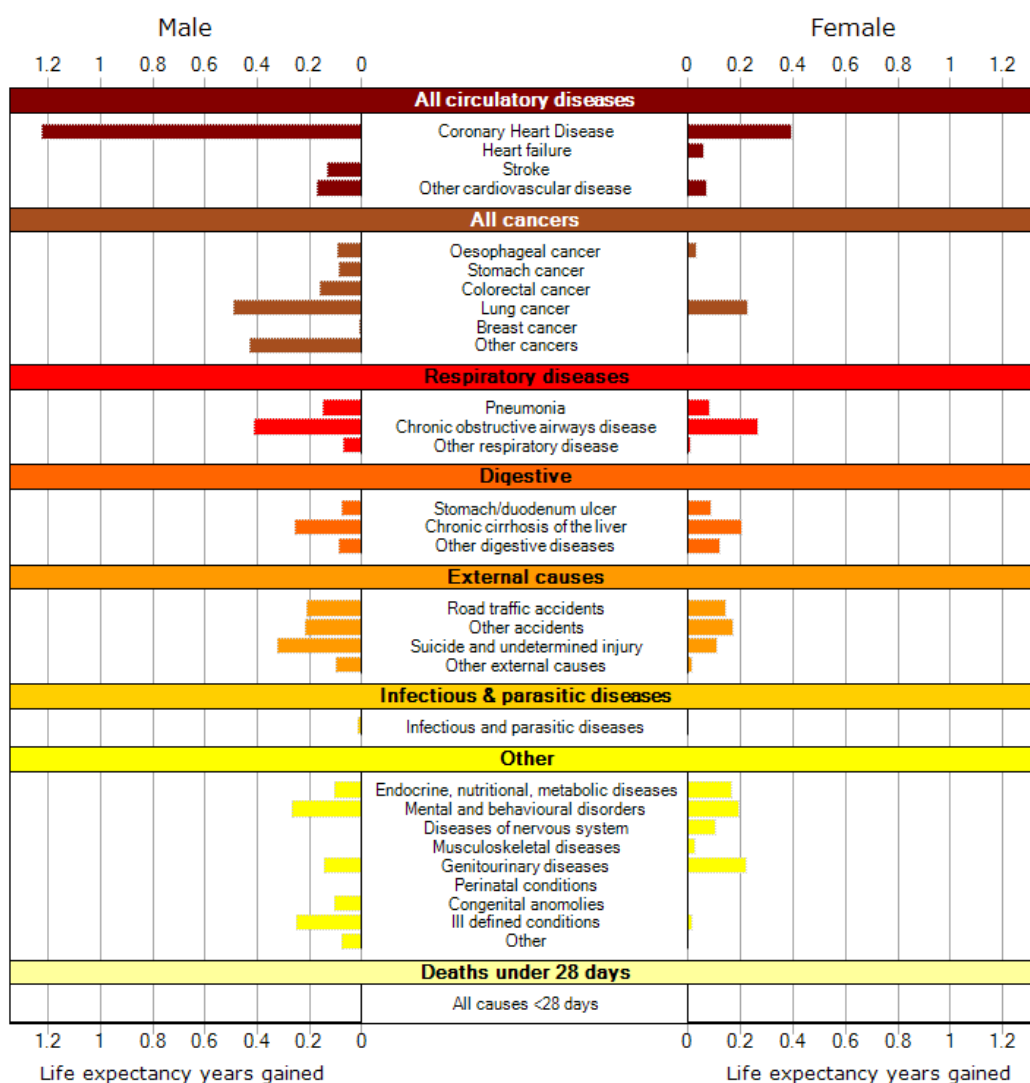 Male Female
1.2 1 0.8 0.6 0.4 0.2 0 0 0.2 0.4 0.6 0.8 1 1.2
All circulatory diseases
Coronary Heart Disease
Heart failure
Stroke
Other cardiovascular disease
All cancers
Oesophageal cancer
Stomach cancer
Colorectal cancer
Lung cancer
Breast cancer
Other cancers
Respiratory diseases
Pneumonia
Chronic obstructive airways disease
Other respiratory disease
Digestive
Stomach/duodenum ulcer
Chronic cirrhosis of the liver
Other digestive diseases
External causes
Road traffic accidents
Other accidents
Suicide and undetermined injury
Other external causes
Infectious & parasitic diseases
Infectious and parasitic diseases
Other
Endocrine, nutritional, metabolic diseases
Mental and behavioural disorders
Diseases of nervous system
Musculoskeletal diseases
Genitourinary diseases
Perinatal conditions
Congenital anomolies
Ill defined conditions
Other
Deaths under 28 days
All causes <28 days
1.2 1 0.8 0.6 0.4 0.2 0 0 0.2 0.4 0.6 0.8 1 1.2
Life expectancy years gained Life expectancy years gained